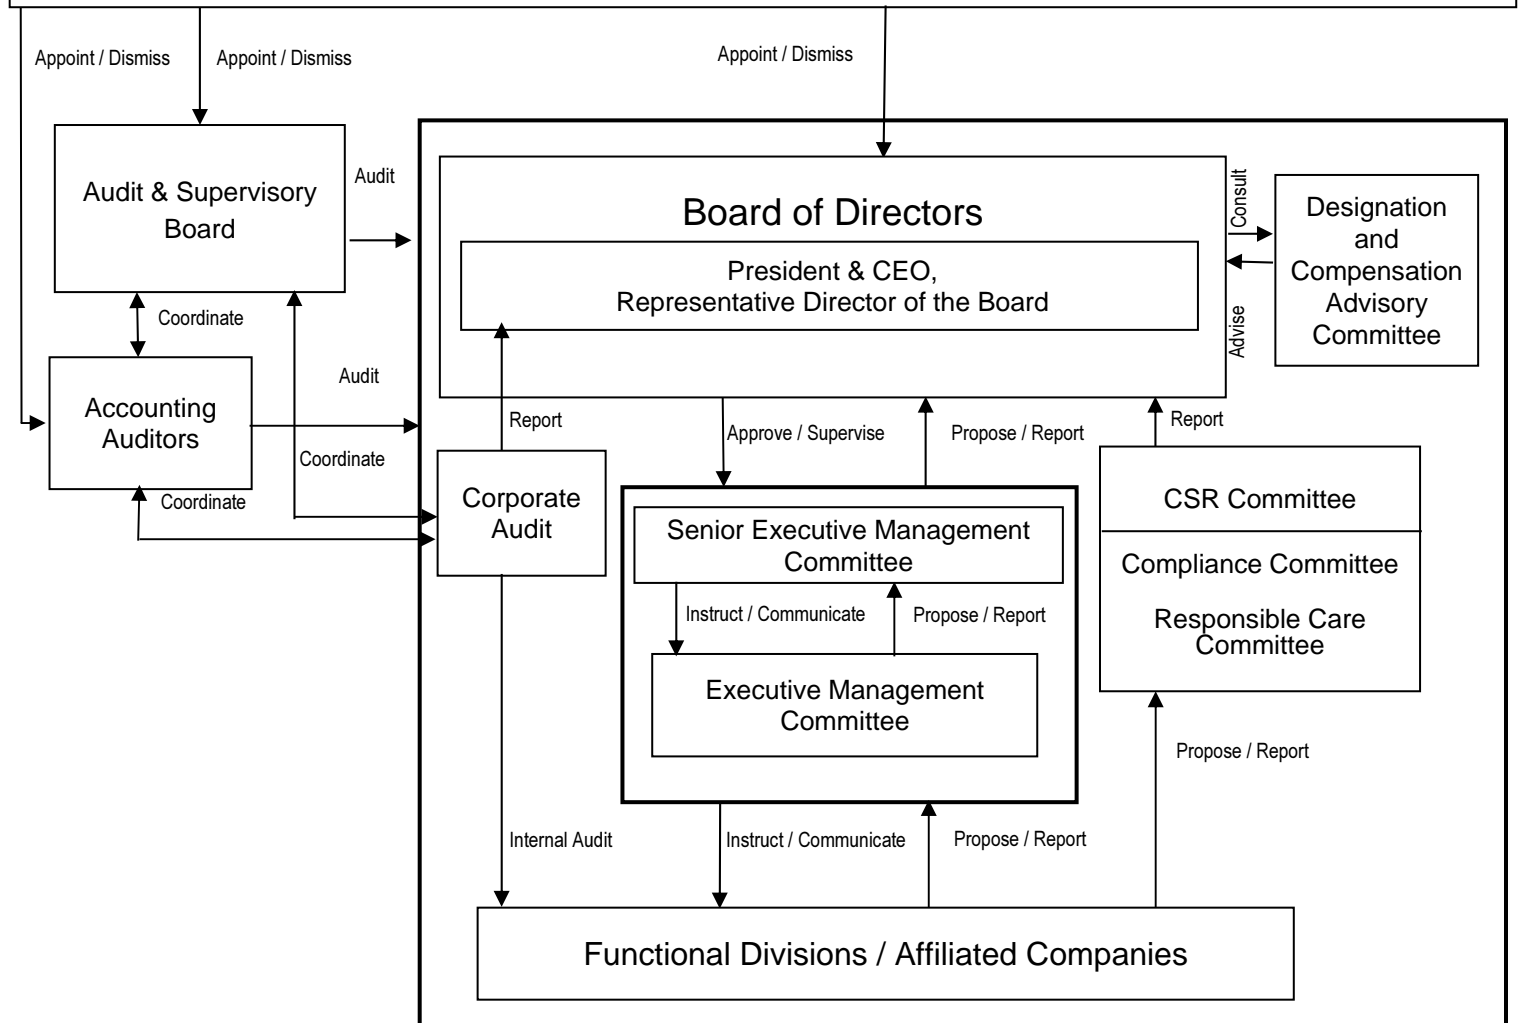 Appoint / Dismiss
Appoint / Dismiss
Appoint / Dismiss
Audit & Supervisory
Board
Audit
Board of Directors
President & CEO,
Representative Director of the Board
Consult
Advise
Designation
and
Compensation
Advisory
Committee
Coordinate
Audit
Accounting
Auditors
Coordinate
Coordinate
Report
Approve / Supervise
Propose / Report
Report
Corporate
Audit
Senior Executive Management
Committee
Instruct / Communicate
Propose / Report
Executive Management
Committee
CSR Committee
Compliance Committee
Responsible Care
Committee
Propose / Report
Internal Audit
Instruct / Communicate
Propose / Report
Functional Divisions / Affiliated Companies